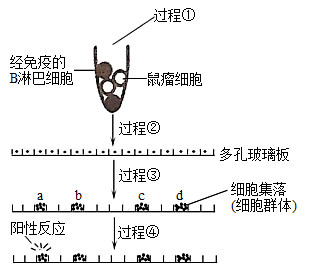 过程①
经免疫的
B淋巴细胞
鼠瘤细胞
过程②
多孔玻璃板
过程③
a b c d
细胞集落
(细胞群体)
阳性反应
过程④